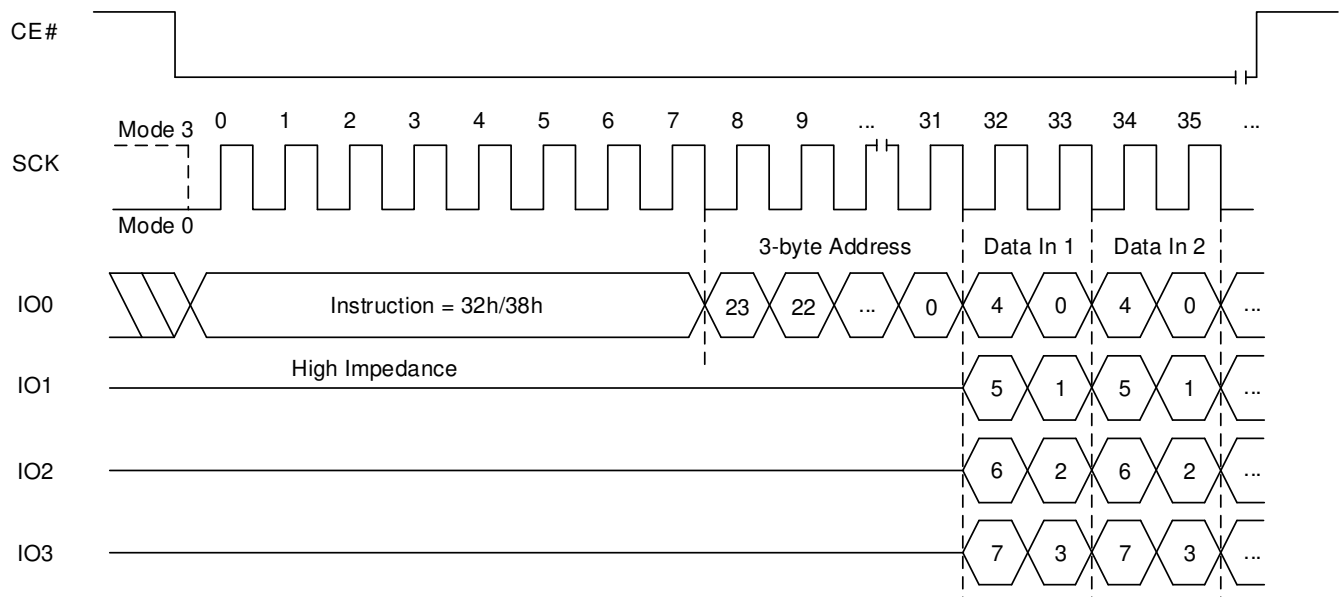 CE#
Mode 3 0 1 2 3 4 5 6 7 8 9 ... 31 32 33 34 35 ...
SCK
Mode 0
3-byte Address Data In 1 Data In 2
IO0 Instruction = 32h/38h 23 22 ... 0 4 0 4 0 ...
High Impedance
IO1 5 1 5 1 ...
IO2 6 2 6 2 ...
IO3 7 3 7 3 ...